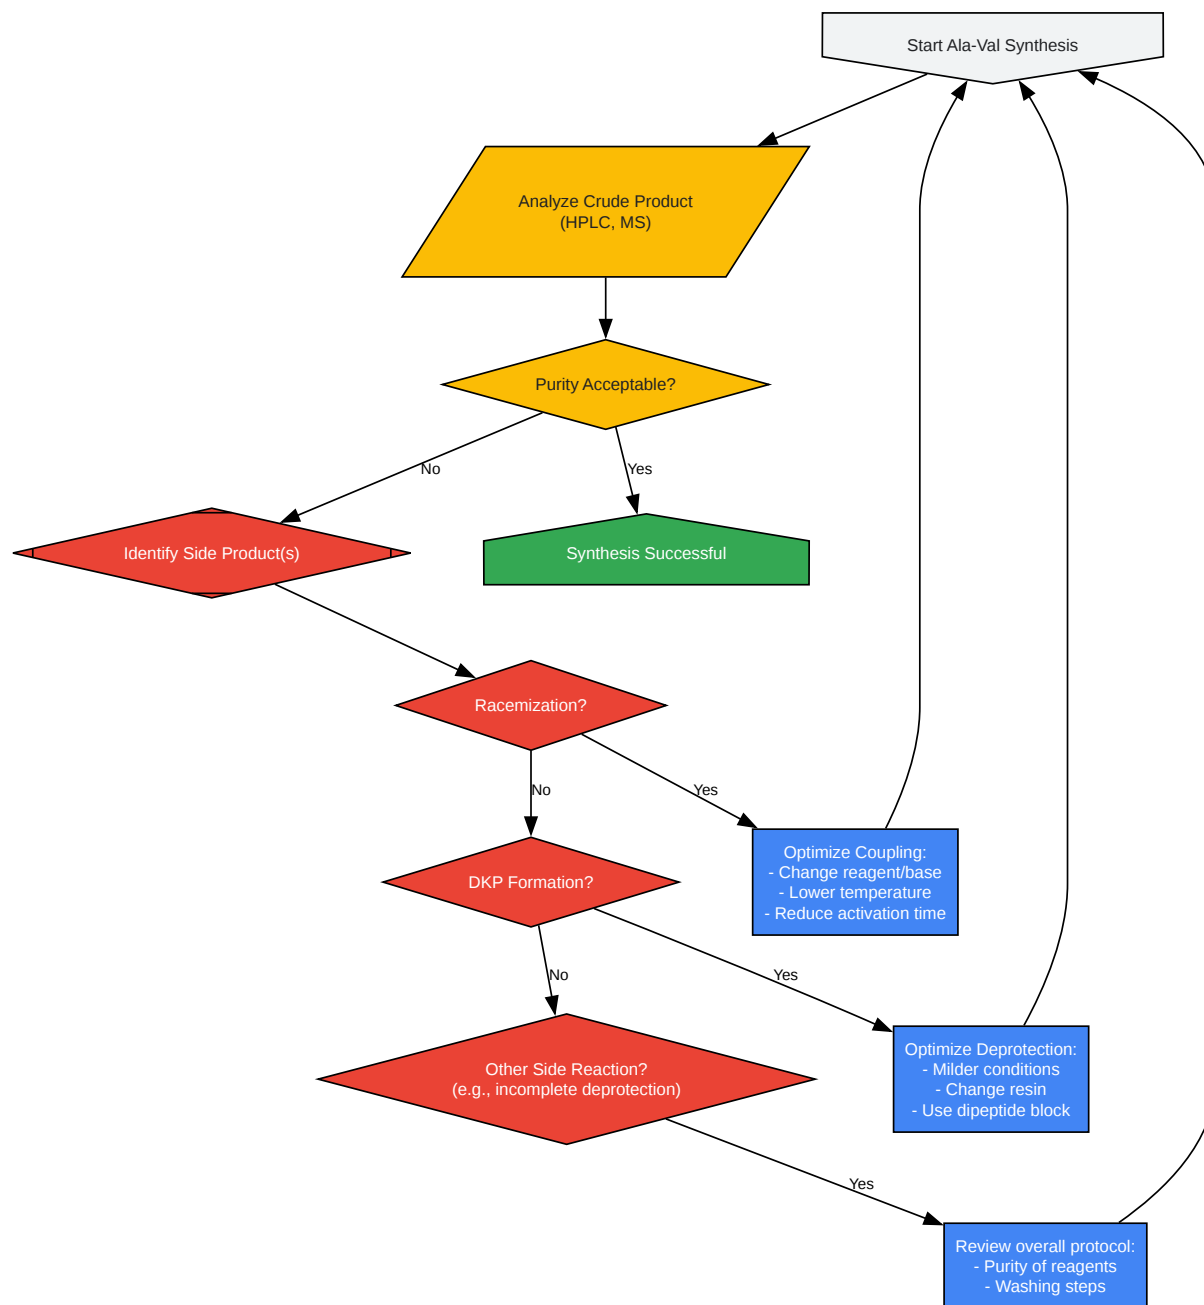 Start Ala-Val Synthesis
Analyze Crude Product
(HPLC, MS)
Purity Acceptable?
No
Yes
Identify Side Product(s)
Synthesis Successful
Racemization?
No
Yes
Optimize Coupling:
- Change reagent/base
- Lower temperature
- Reduce activation time
DKP Formation?
No
Yes
Optimize Deprotection:
- Milder conditions
- Change resin
- Use dipeptide block
Other Side Reaction?
(e.g., incomplete deprotection)
Yes
Review overall protocol:
- Purity of reagents
- Washing steps